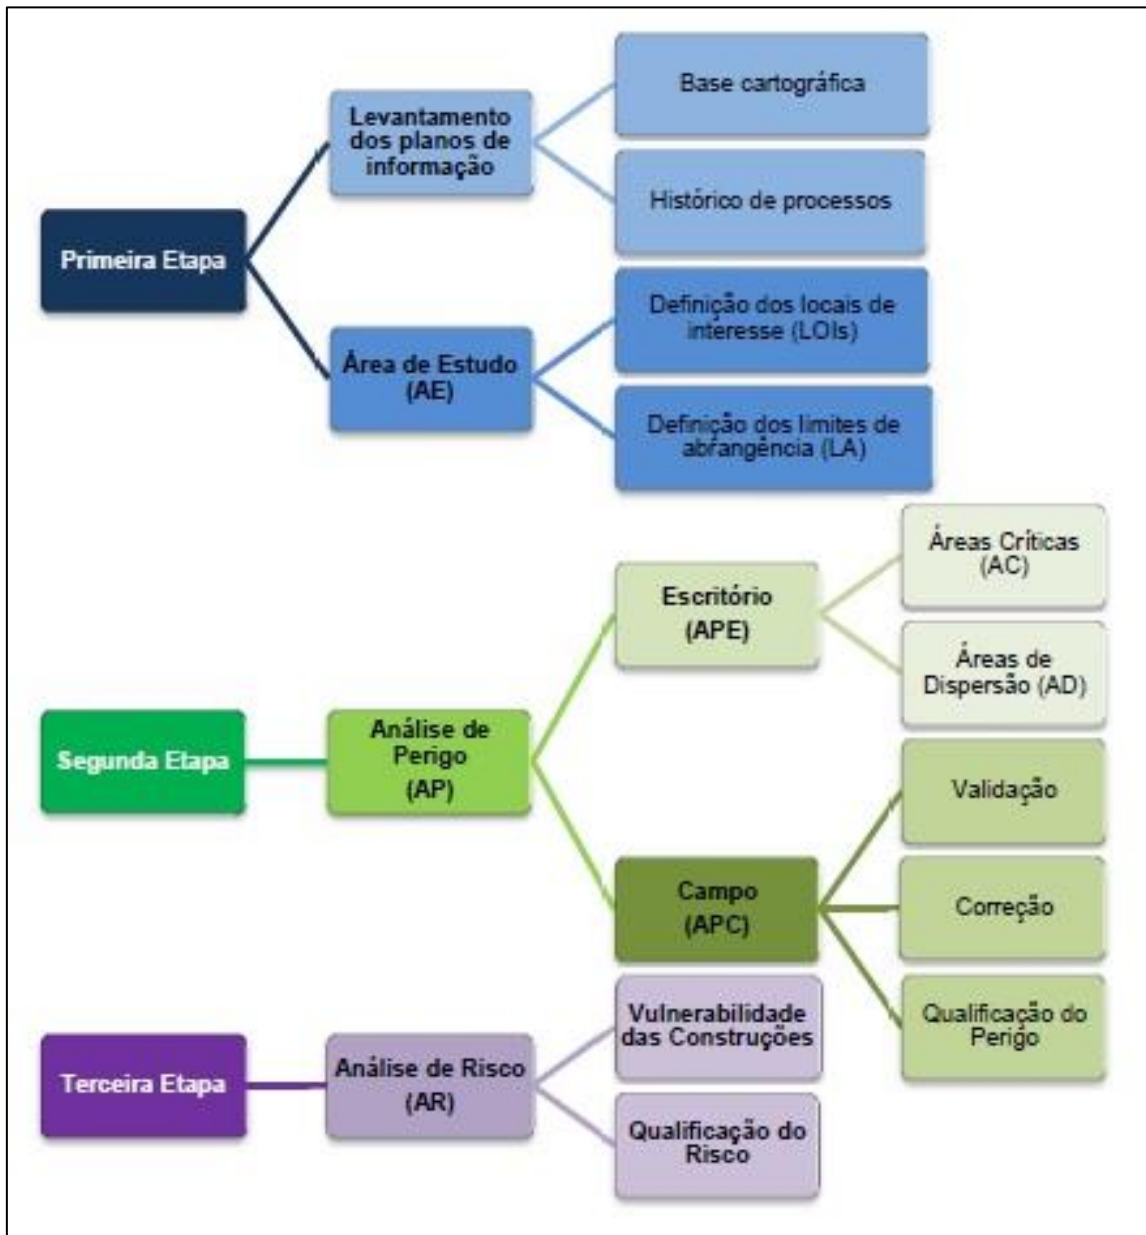 Primeira Etapa
Levantamento
dos planos de
informação
Base cartográfica
Histórico de processos
Área de Estudo
(AE)
Definição dos locais de
interesse (LOIs)
Definição dos limites de
abrangência (LA)
Segunda Etapa
Análise de
Perigo
(AP)
Escritório
(APE)
Áreas Críticas
(AC)
Áreas de
Dispersão (AD)
Campo
(APC)
Validação
Correção
Qualificação do
Perigo
Terceira Etapa
Análise de Risco
(AR)
Vulnerabilidade
das Construções
Qualificação do
Risco